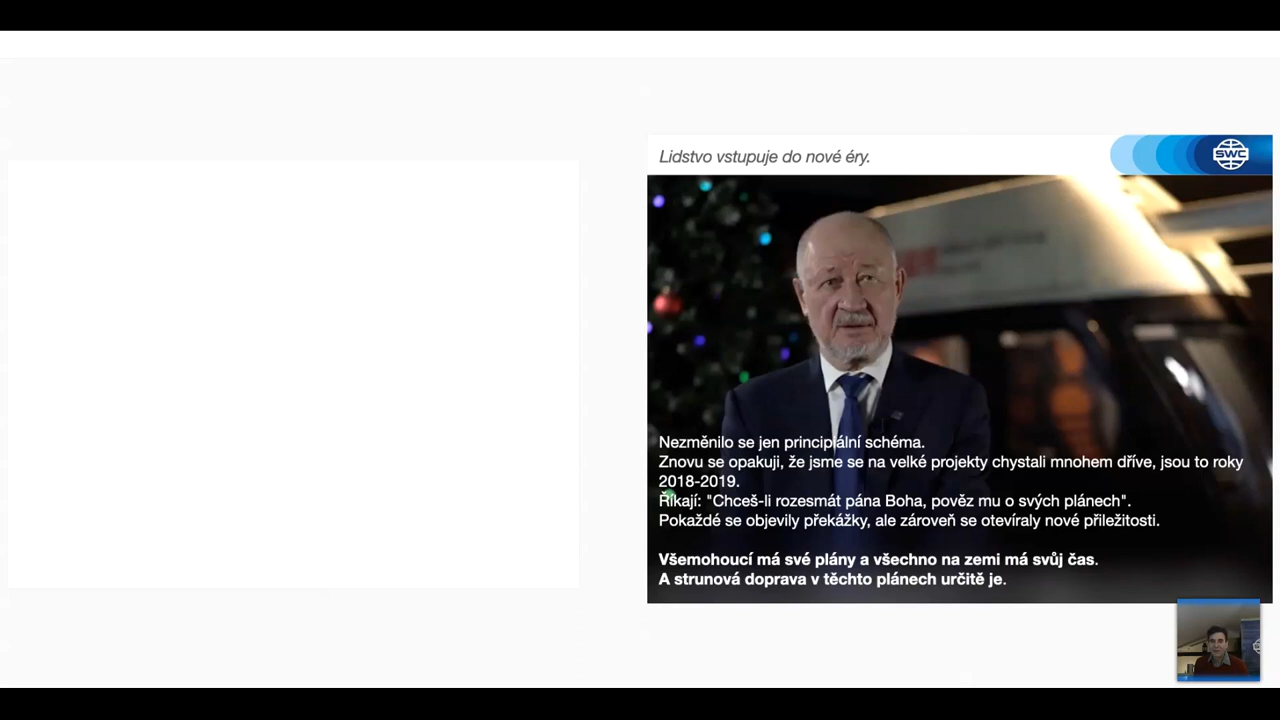 Lidstvo vstupuje do nové éry.
SWC
Nezměnilo se jen principiální schéma.
Znovu se opakuji, že jsme se na velké projekty chystali mnohem dříve, jsou to roky
2018-2019.
Říkají: "Chceš-li rozesmát pána Boha, pověz mu o svých plánech".
Pokaždé se objevily překážky, ale zároveň se otevíraly nové přiležitosti.
Všemohoucí má své plány a všechno na zemi má svůj čas.
A strunová doprava v těchto plánech určitě je.